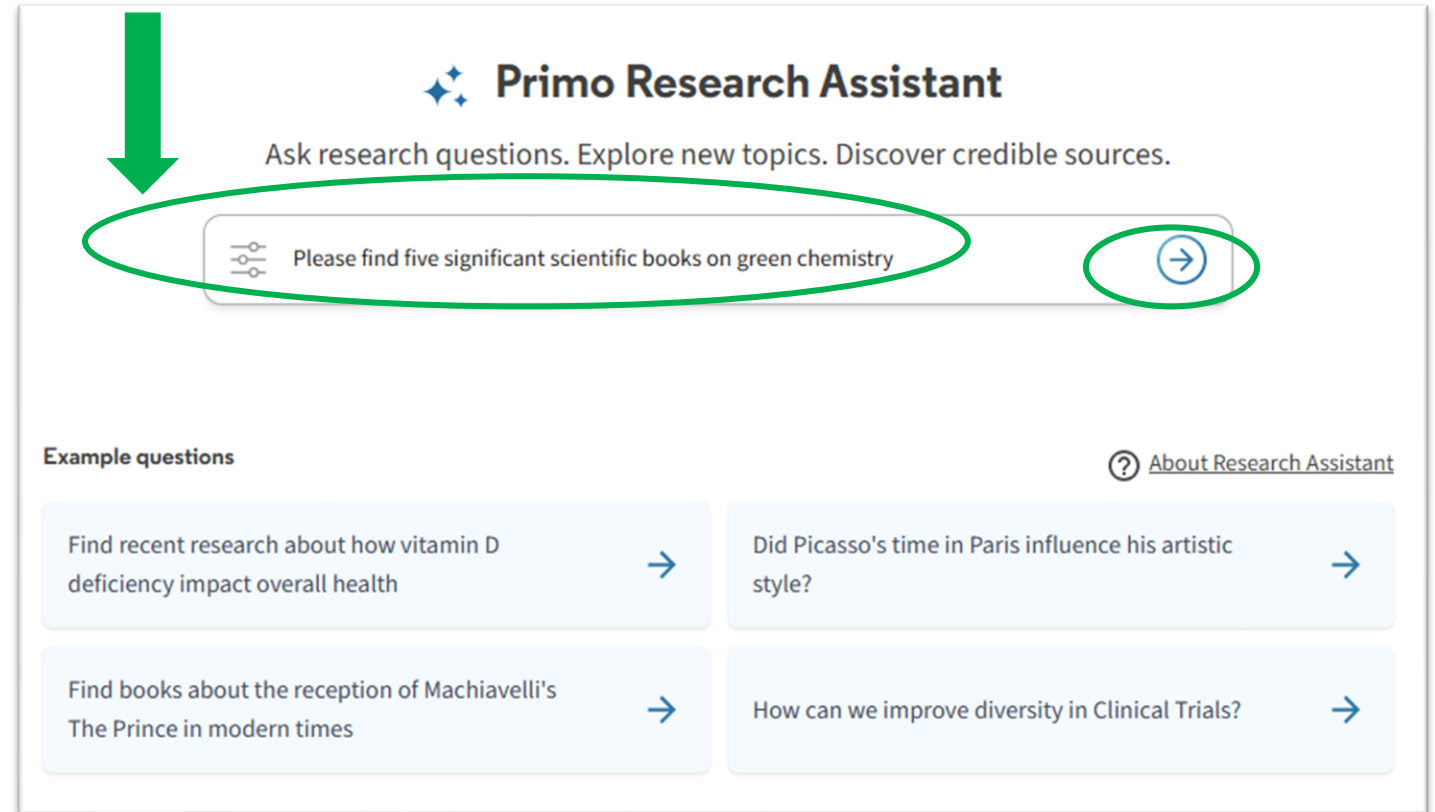 Primo Research Assistant
Ask research questions. Explore new topics. Discover credible sources.
Please find five significant scientific books on green chemistry
Example questions
About Research Assistant
Find recent research about how vitamin D
deficiency impact overall health
Did Picasso's time in Paris influence his artistic
style?
Find books about the reception of Machiavelli's
The Prince in modern times
How can we improve diversity in Clinical Trials?